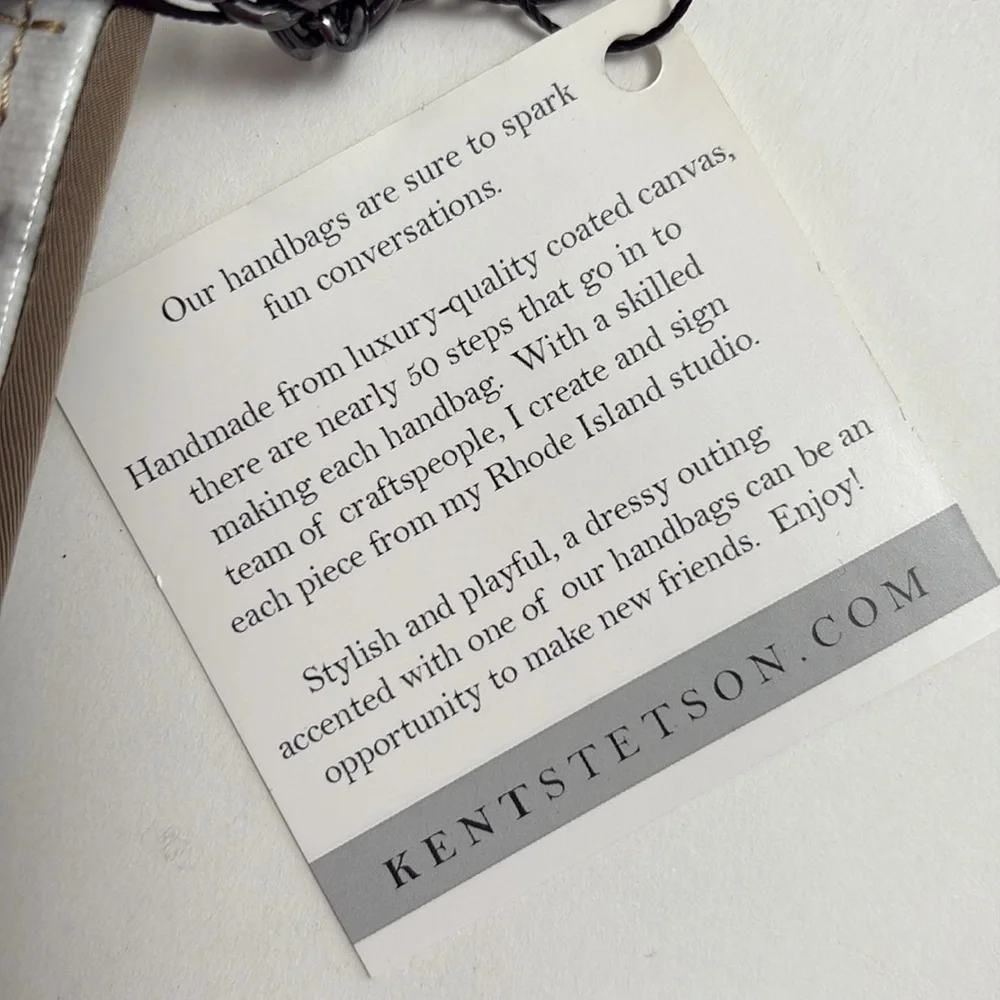 Our handbags are sure to spark
fun conversations.
Handmade from luxury-quality coated canvas,
there are nearly 50 steps that go in to
making each handbag. With a skilled
team of craftspeople, I create and sign
each piece from my Rhode Island studio.
Stylish and playful, a dressy outing
accented with one of our handbags can be an
opportunity to make new friends. Enjoy!
KENTSTETSON.COM